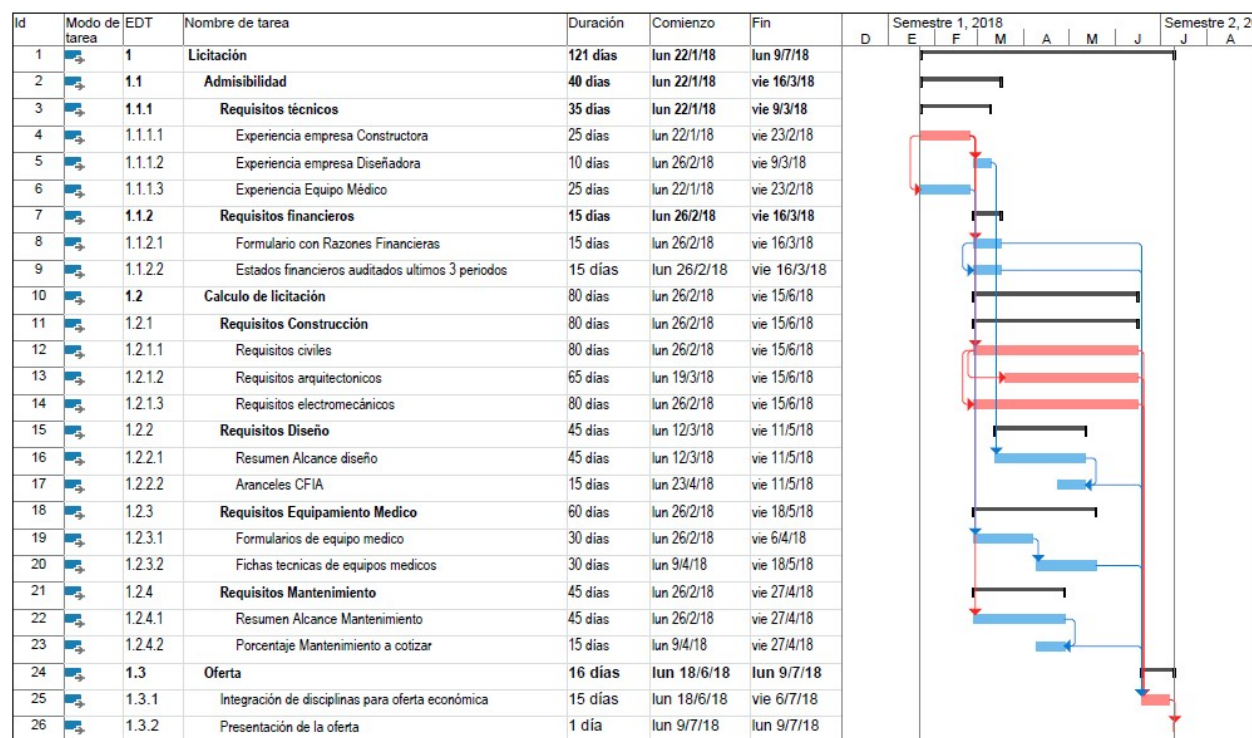 Id Modo de tarea EDT Nombre de tarea Duración Comienzo Fin Semestre 1, 2018 Semestre 2, 20
D E F M A M J J A
1 1 Licitación 121 días lun 22/1/18 lun 9/7/18
2 1.1 Admisibilidad 40 días lun 22/1/18 vie 16/3/18
3 1.1.1 Requisitos técnicos 35 días lun 22/1/18 vie 9/3/18
4 1.1.1.1 Experiencia empresa Constructora 25 días lun 22/1/18 vie 23/2/18
5 1.1.1.2 Experiencia empresa Diseñadora 10 días lun 26/2/18 vie 9/3/18
6 1.1.1.3 Experiencia Equipo Médico 25 días lun 22/1/18 vie 23/2/18
7 1.1.2 Requisitos financieros 15 días lun 26/2/18 vie 16/3/18
8 1.1.2.1 Formulario con Razones Financieras 15 días lun 26/2/18 vie 16/3/18
9 1.1.2.2 Estados financieros auditados ultimos 3 periodos 15 días lun 26/2/18 vie 16/3/18
10 1.2 Calculo de licitación 80 días lun 26/2/18 vie 15/6/18
11 1.2.1 Requisitos Construcción 80 días lun 26/2/18 vie 15/6/18
12 1.2.1.1 Requisitos civiles 80 días lun 26/2/18 vie 15/6/18
13 1.2.1.2 Requisitos arquitectonicos 65 días lun 19/3/18 vie 15/6/18
14 1.2.1.3 Requisitos electromecánicos 80 días lun 26/2/18 vie 15/6/18
15 1.2.2 Requisitos Diseño 45 días lun 12/3/18 vie 11/5/18
16 1.2.2.1 Resumen Alcance diseño 45 días lun 12/3/18 vie 11/5/18
17 1.2.2.2 Aranceles CFIA 15 días lun 23/4/18 vie 11/5/18
18 1.2.3 Requisitos Equipamiento Medico 60 días lun 26/2/18 vie 18/5/18
19 1.2.3.1 Formularios de equipo medico 30 días lun 26/2/18 vie 6/4/18
20 1.2.3.2 Fichas tecnicas de equipos medicos 30 días lun 9/4/18 vie 18/5/18
21 1.2.4 Requisitos Mantenimiento 45 días lun 26/2/18 vie 27/4/18
22 1.2.4.1 Resumen Alcance Mantenimiento 45 días lun 26/2/18 vie 27/4/18
23 1.2.4.2 Porcentaje Mantenimiento a cotizar 15 días lun 9/4/18 vie 27/4/18
24 1.3 Oferta 16 días lun 18/6/18 lun 9/7/18
25 1.3.1 Integración de disciplinas para oferta económica 15 días lun 18/6/18 vie 6/7/18
26 1.3.2 Presentación de la oferta 1 día lun 9/7/18 lun 9/7/18